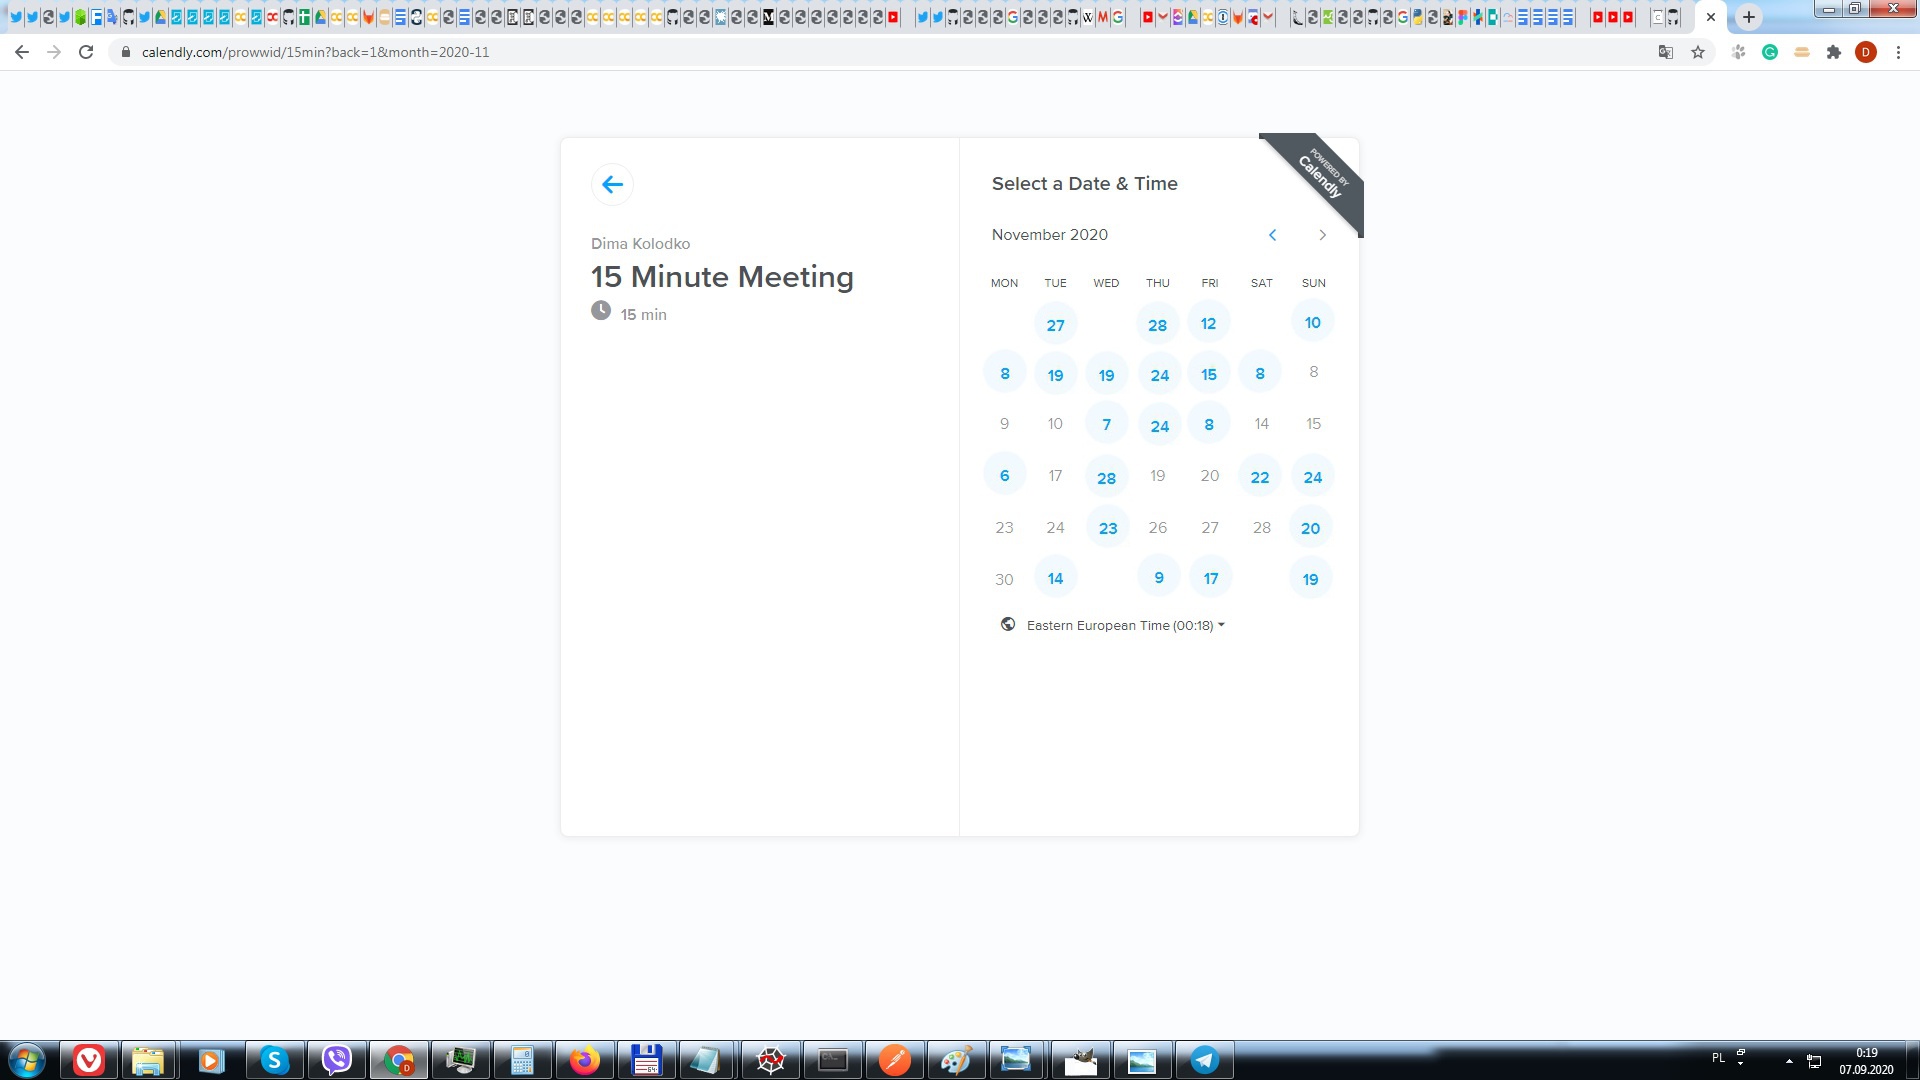 calendly.com/prowwid/15min?back=1&month=2020-11
D
POWERED BY
Calendly
Dima Kolodko
15 Minute Meeting
15 min
Select a Date & Time
November 2020
MON TUE WED THU FRI SAT SUN
27 28 12 10
8 19 19 24 15 8 8
9 10 7 24 8 14 15
6 17 28 19 20 22 24
23 24 23 26 27 28 20
30 14 9 17 19
Eastern European Time (00:18)
PL
0:19
07.09.2020